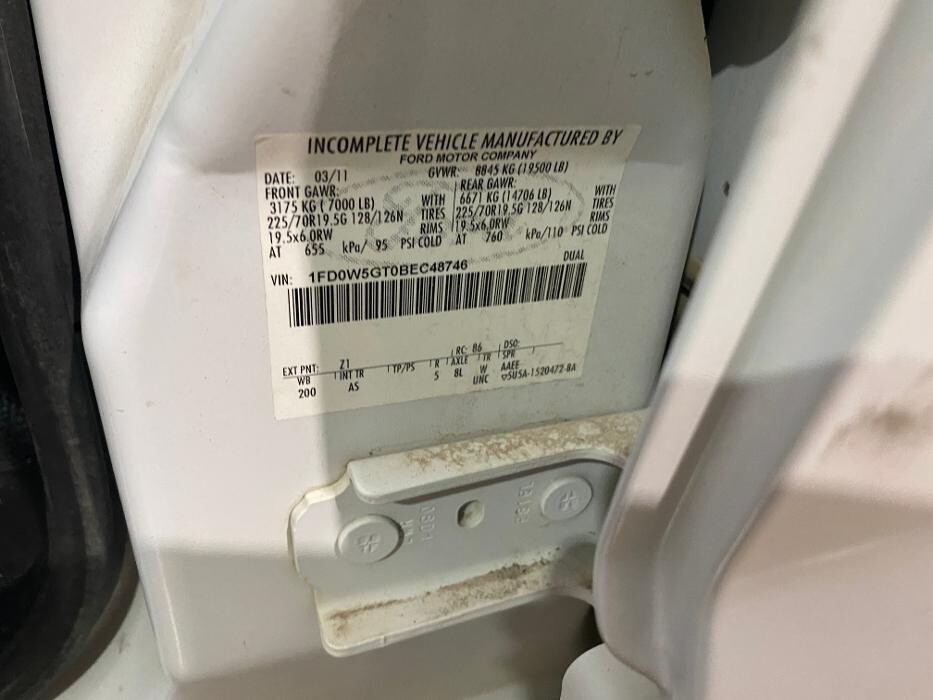 INCOMPLETE VEHICLE MANUFACTURED BY
FORD MOTOR COMPANY
DATE: 03/11 GVWR: 8845 KG (19500 LB)
FRONT GAWR: REAR GAWR:
3175 KG (7000 LB) WITH 6671 KG (14706 LB) WITH
225/70R19.5G 128/126N TIRES 225/70R19.5G 128/126N TIRES
19.5x6.0RW RIMS 19.5x6.0RW RIMS
AT 655 kPa/ 95 PSI COLD AT 760 kPa/110 PSI COLD
DUAL
VIN: 1FD0W5GT0BEC48746
EXT PNT: Z1 RC: 86 DSO:
WB INT TR TP/PS R AXLE TR SPR
200 AS 5 8L W AAEE
UNC ▽5U5A-1520472-BA